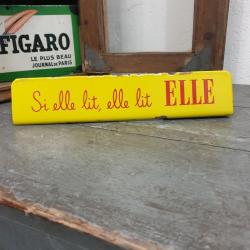 FIGARO
LE PLUS BEAU
JOURNAL DE PARIS
Si elle lit, elle lit ELLE